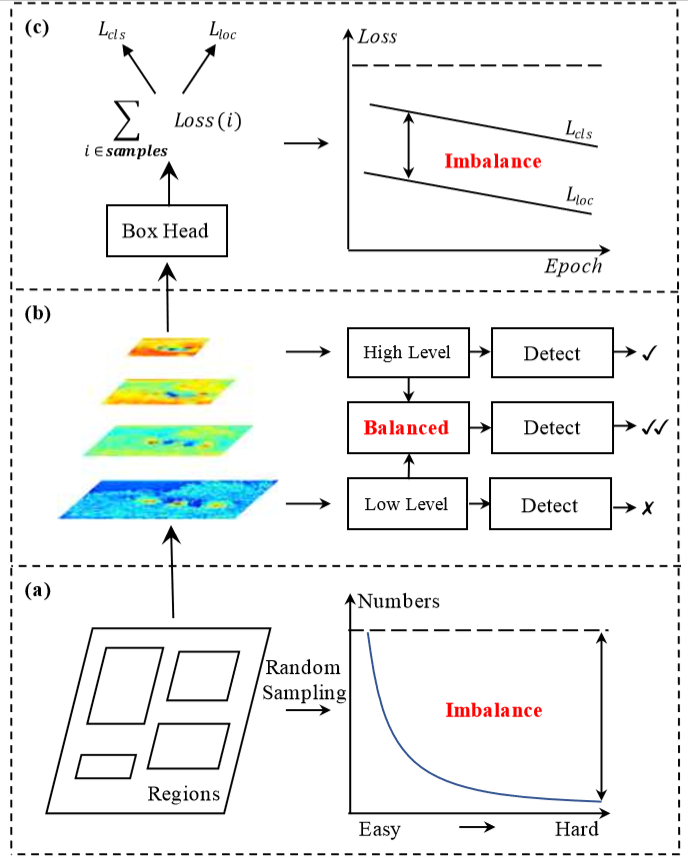 (c)
L_cls L_loc
∑ Loss(i)
i ∈ samples
Box Head
Loss
L_cls
Imbalance
L_loc
Epoch
(b)
High Level Detect ✓
Balanced Detect ✓✓
Low Level Detect ✗
(a)
Regions
Random
Sampling
Numbers
Imbalance
Easy Hard